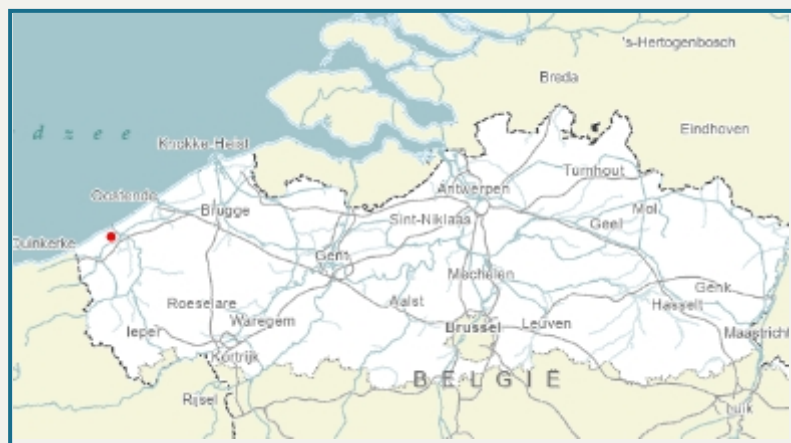 's-Hertogenbosch
Breda
Eindhoven
d z e e
Knokke-Heist
Turnhout
Antwerpen
Oostende
Brugge
Sint-Niklaas
Mol
Geel
Duinkerke
Gent
Mechelen
Genk
Roeselare
Aalst
Hasselt
Waregem
Brussel
Leuven
Ieper
Maastricht
Kortrijk
BELGIË
Rijsel
Luik